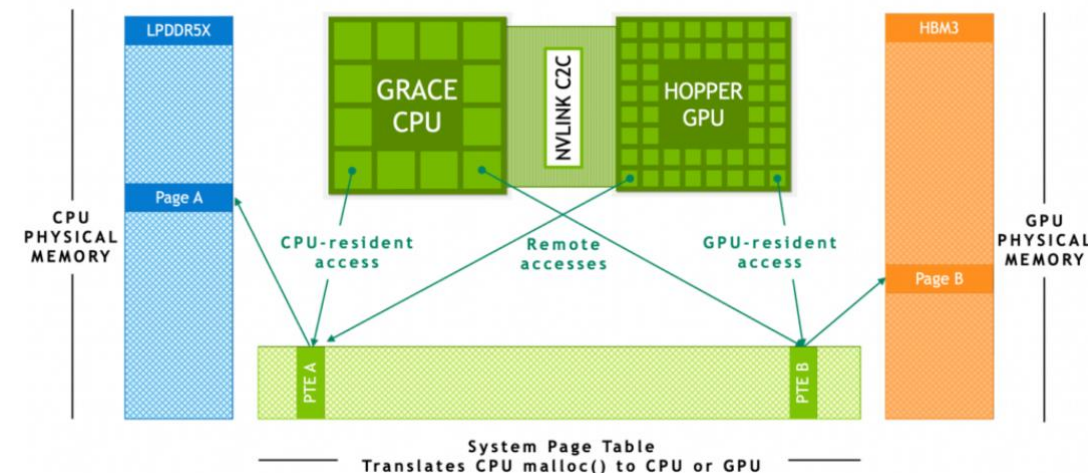 LPDDR5X
HBM3
GRACE
CPU
NVLINK C2C
HOPPER
GPU
Page A
CPU
PHYSICAL
MEMORY
CPU-resident
access
Remote
accesses
GPU-resident
access
GPU
PHYSICAL
MEMORY
Page B
PTE A
PTE B
System Page Table
Translates CPU malloc() to CPU or GPU